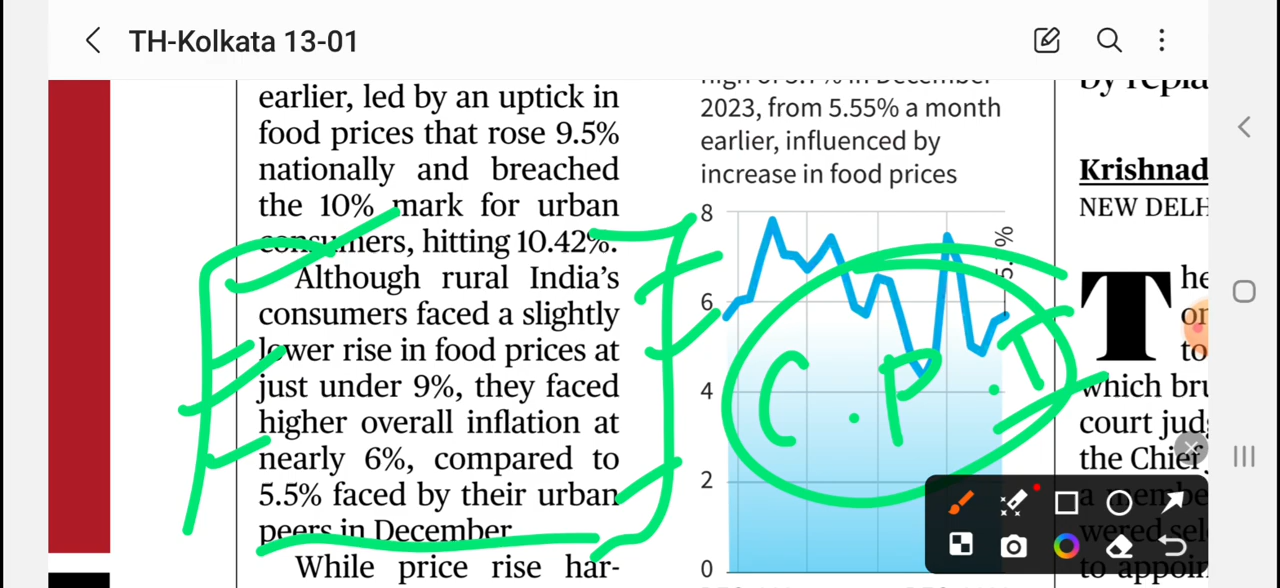 TH-Kolkata 13-01
earlier, led by an uptick in
food prices that rose 9.5%
nationally and breached
the 10% mark for urban
consumers, hitting 10.42%.
Although rural India's
consumers faced a slightly
lower rise in food prices at
just under 9%, they faced
higher overall inflation at
nearly 6%, compared to
5.5% faced by their urban
peers in December
While price rise har-
2023, from 5.55% a month
earlier, influenced by
increase in food prices
8
6
4
2
0
C.P.I
Krishnad
NEW DELH
The
on
to
which bru
court judg
the Chief